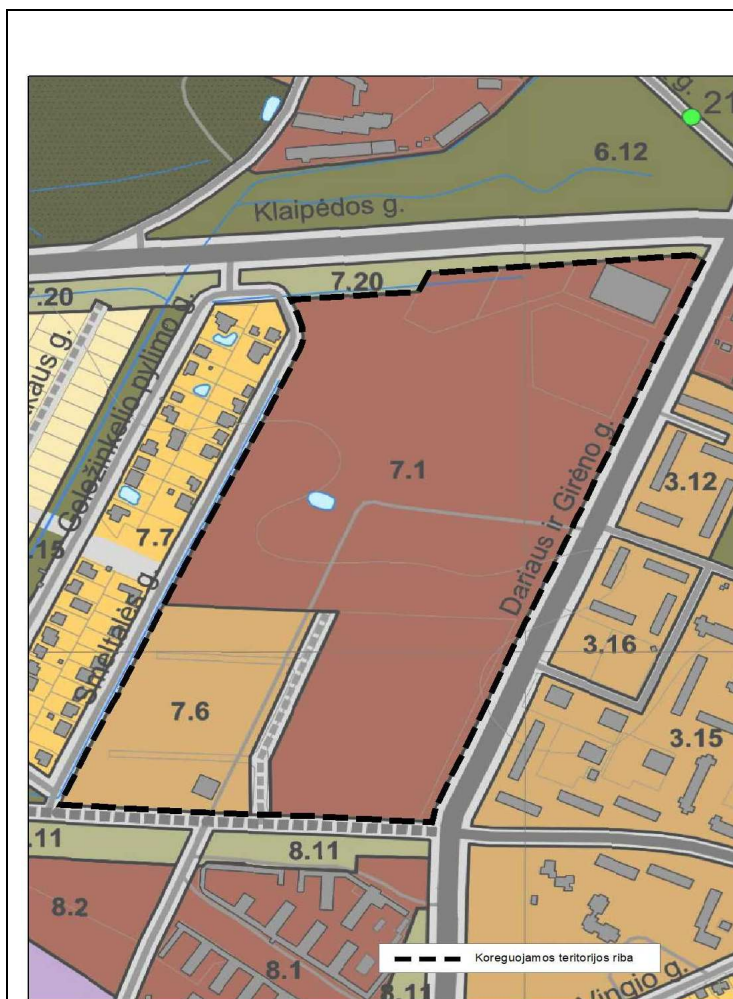 g.
21
6.12
Klaipėdos g.
7.20
7.20
Geležinkelio pylimo g.
7.1
3.12
Dariaus ir Girėno g.
7.7
Smeltalės g.
3.16
7.6
3.15
8.11
8.2
8.1
8.11
Koreguojamos teritorijos riba
Vingio g.